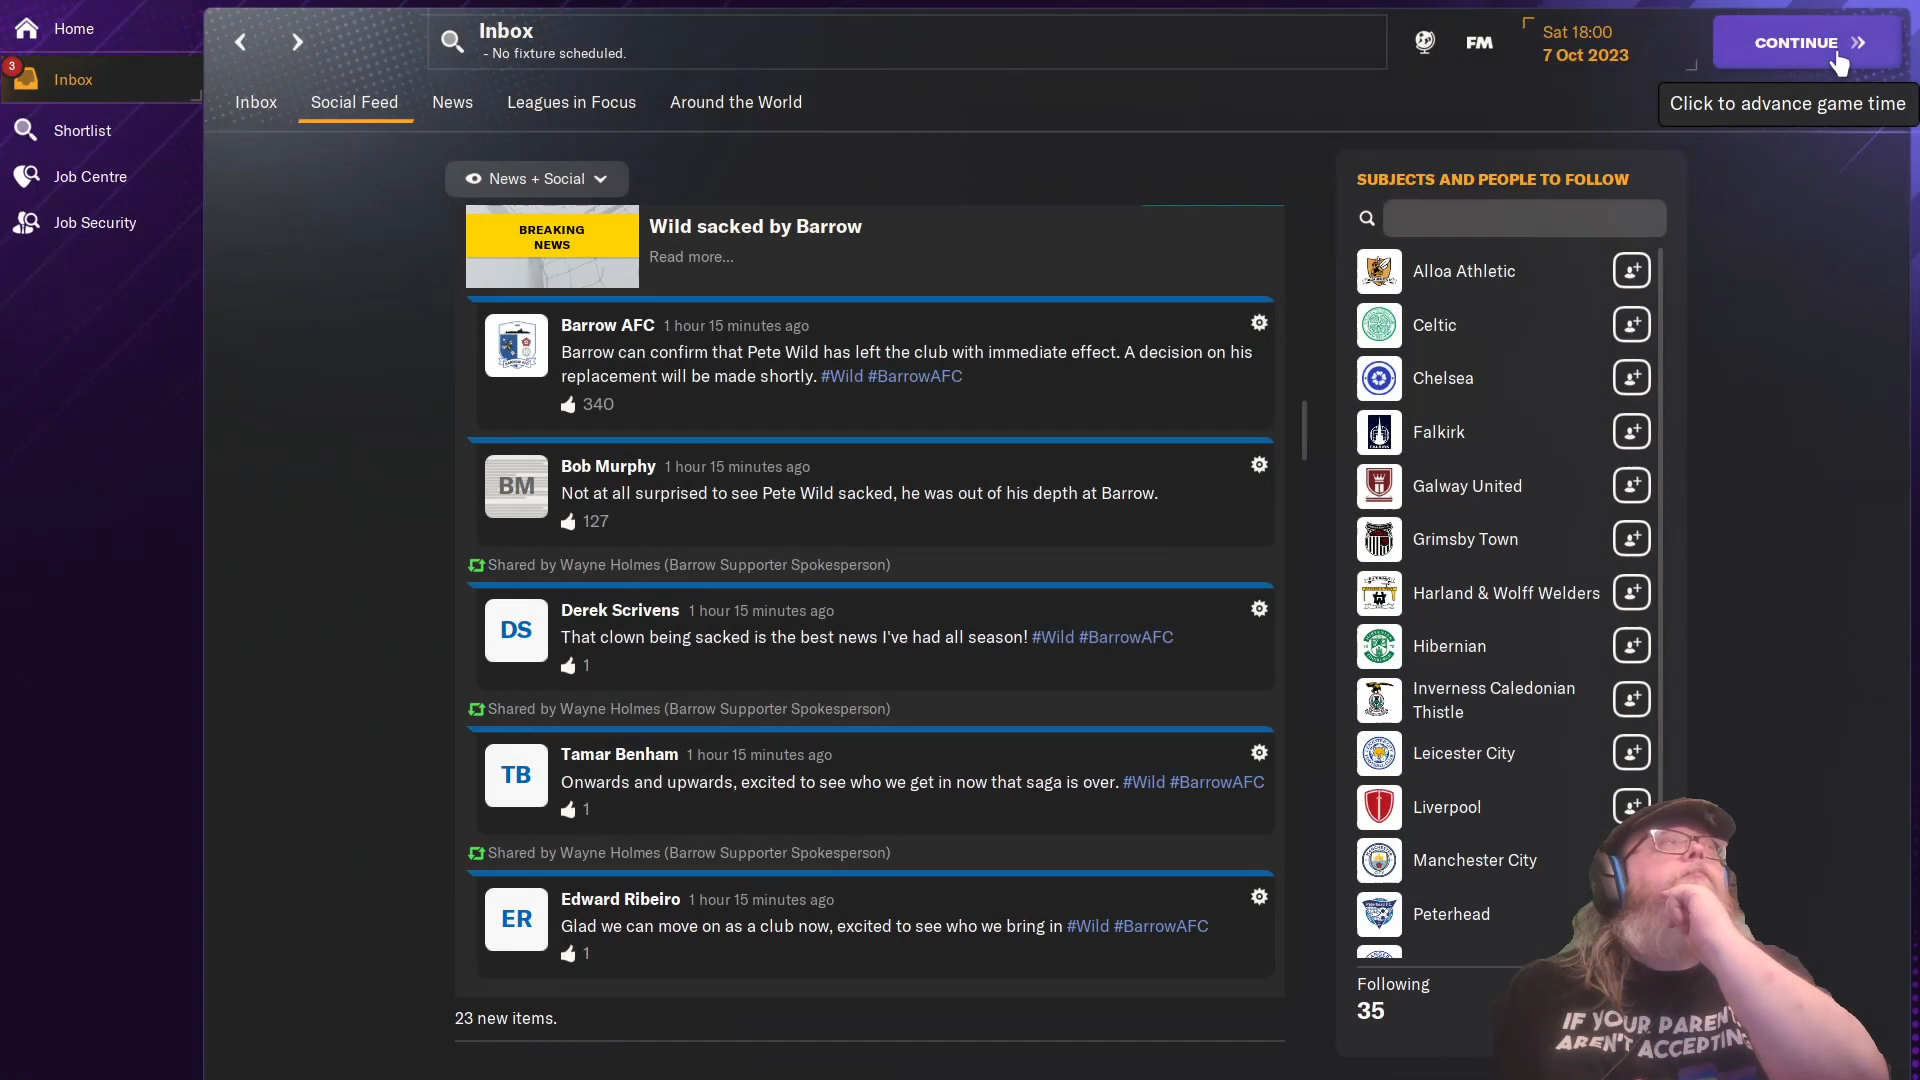 Home
3
Inbox
Shortlist
Job Centre
Job Security
Inbox
- No fixture scheduled.
FM
Sat 18:00
7 Oct 2023
CONTINUE
Click to advance game time
Inbox
Social Feed
News
Leagues in Focus
Around the World
News + Social
BREAKING
NEWS
Wild sacked by Barrow
Read more...
Barrow AFC 1 hour 15 minutes ago
Barrow can confirm that Pete Wild has left the club with immediate effect. A decision on his
replacement will be made shortly. #Wild #BarrowAFC
340
BM
Bob Murphy 1 hour 15 minutes ago
Not at all surprised to see Pete Wild sacked, he was out of his depth at Barrow.
127
Shared by Wayne Holmes (Barrow Supporter Spokesperson)
DS
Derek Scrivens 1 hour 15 minutes ago
That clown being sacked is the best news I've had all season! #Wild #BarrowAFC
1
Shared by Wayne Holmes (Barrow Supporter Spokesperson)
TB
Tamar Benham 1 hour 15 minutes ago
Onwards and upwards, excited to see who we get in now that saga is over. #Wild #BarrowAFC
1
Shared by Wayne Holmes (Barrow Supporter Spokesperson)
ER
Edward Ribeiro 1 hour 15 minutes ago
Glad we can move on as a club now, excited to see who we bring in #Wild #BarrowAFC
1
23 new items.
SUBJECTS AND PEOPLE TO FOLLOW
Alloa Athletic
Celtic
Chelsea
Falkirk
Galway United
Grimsby Town
Harland & Wolff Welders
Hibernian
Inverness Caledonian
Thistle
Leicester City
Liverpool
Manchester City
Peterhead
Following
35
IF YOUR PAREN
AREN'T ACCEPTING